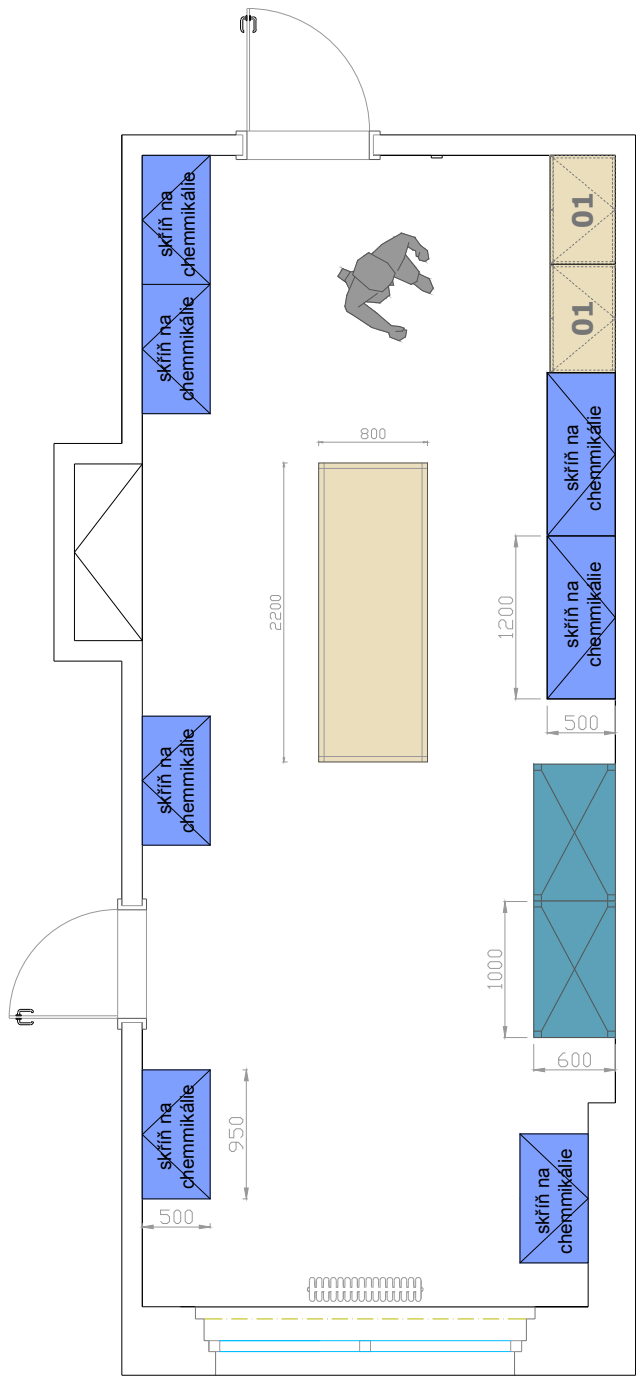 skříň na
chemmikálie
01
skříň na
chemmikálie
01
skříň na
chemmikálie
800
2200
1200
skříň na
chemmikálie
500
skříň na
chemmikálie
1000
600
skříň na
chemmikálie
950
500
skříň na
chemmikálie